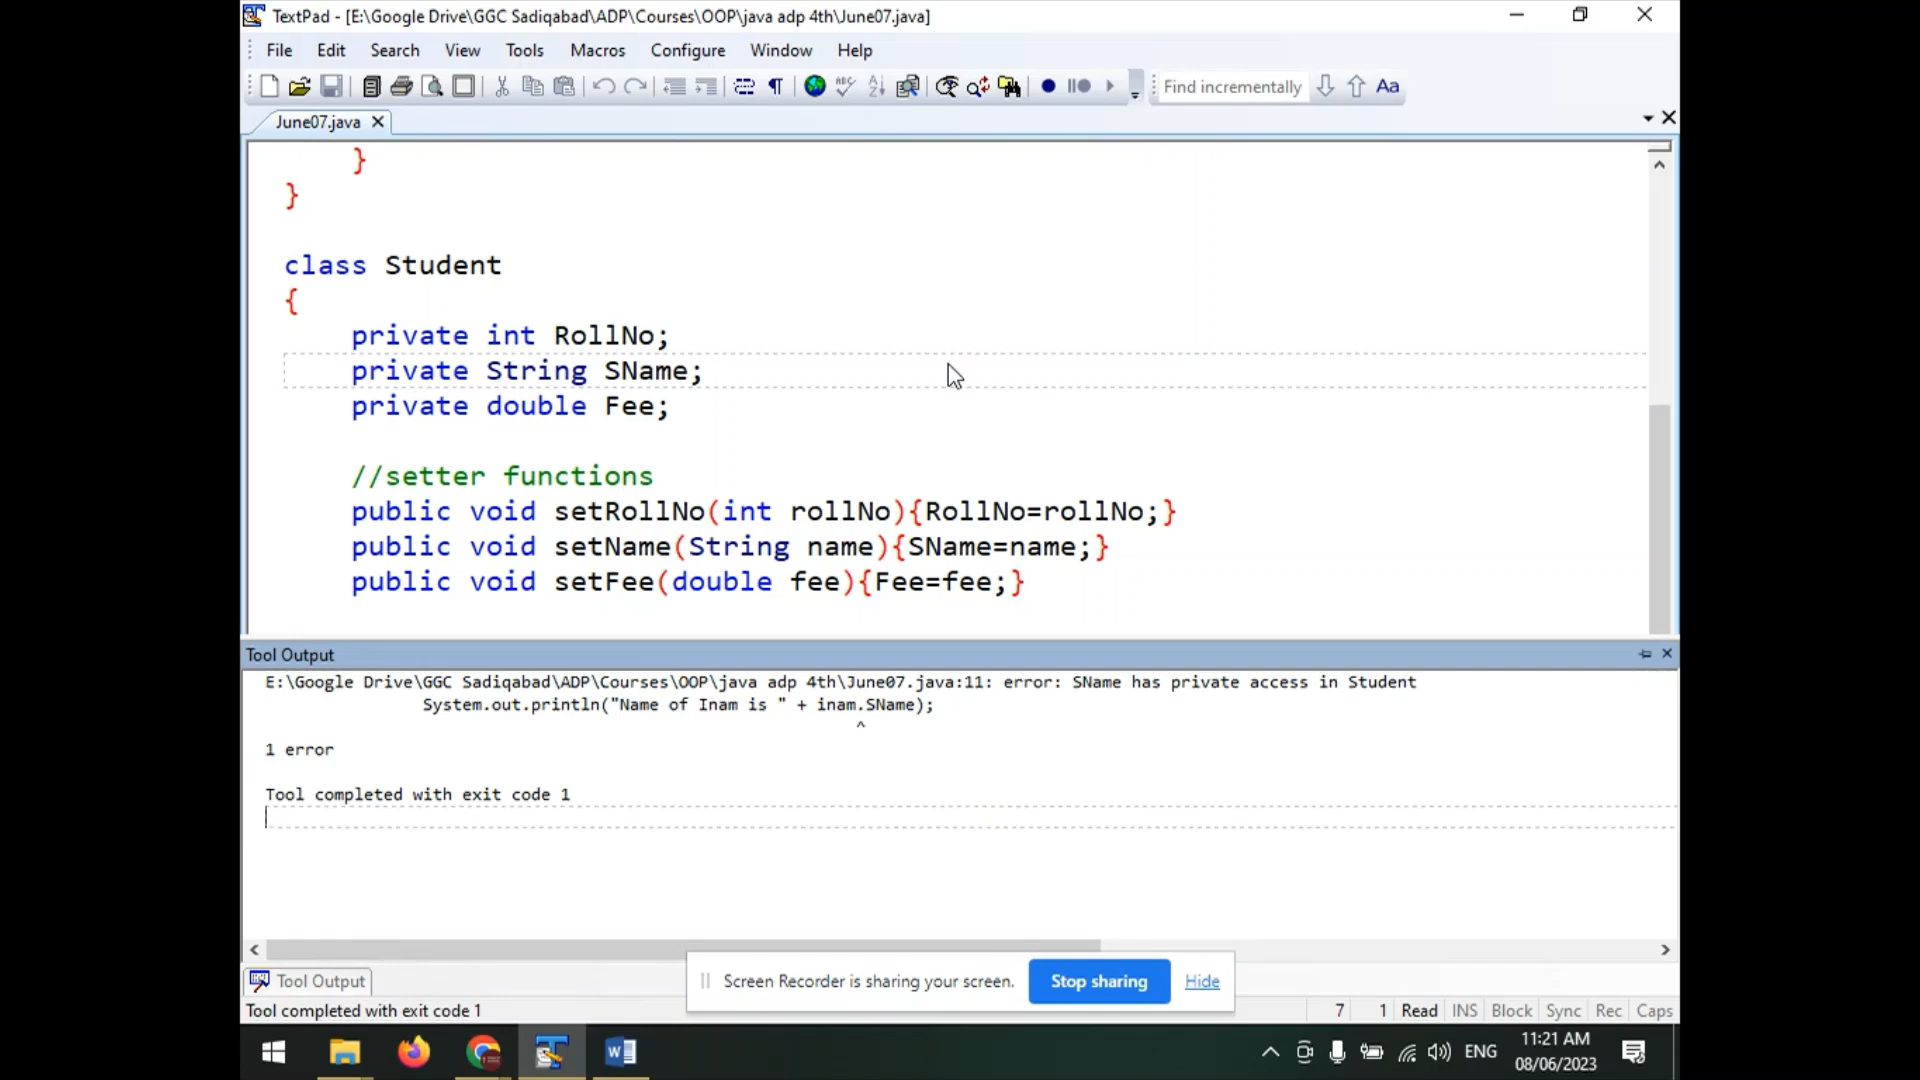 TextPad - [E:\Google Drive\GGC Sadiqabad\ADP\Courses\OOP\java adp 4th\June07.java]
File Edit Search View Tools Macros Configure Window Help
Find incrementally Aa
June07.java
}
}
class Student
{
private int RollNo;
private String SName;
private double Fee;
//setter functions
public void setRollNo(int rollNo){RollNo=rollNo;}
public void setName(String name){SName=name;}
public void setFee(double fee){Fee=fee;}
Tool Output
E:\Google Drive\GGC Sadiqabad\ADP\Courses\OOP\java adp 4th\June07.java:11: error: SName has private access in Student
System.out.println("Name of Inam is " + inam.SName);
^
1 error
Tool completed with exit code 1
Screen Recorder is sharing your screen. Stop sharing Hide
Tool Output
Tool completed with exit code 1 7 1 Read INS Block Sync Rec Caps
ENG 11:21 AM
08/06/2023